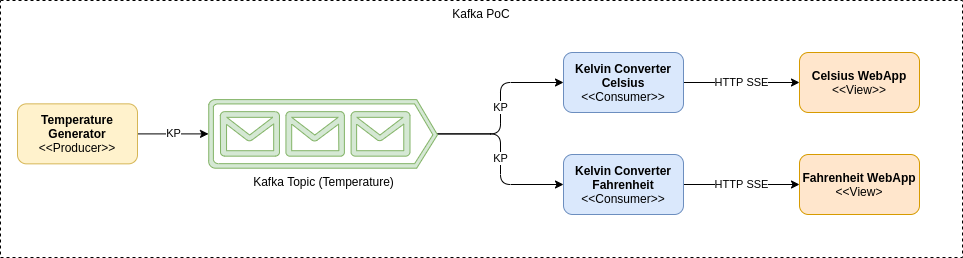 Kafka PoC
Temperature
Generator
<<Producer>>
KP
Kafka Topic (Temperature)
KP
KP
Kelvin Converter
Celsius
<<Consumer>>
HTTP SSE
Celsius WebApp
<<View>>
Kelvin Converter
Fahrenheit
<<Consumer>>
HTTP SSE
Fahrenheit WebApp
<<View>